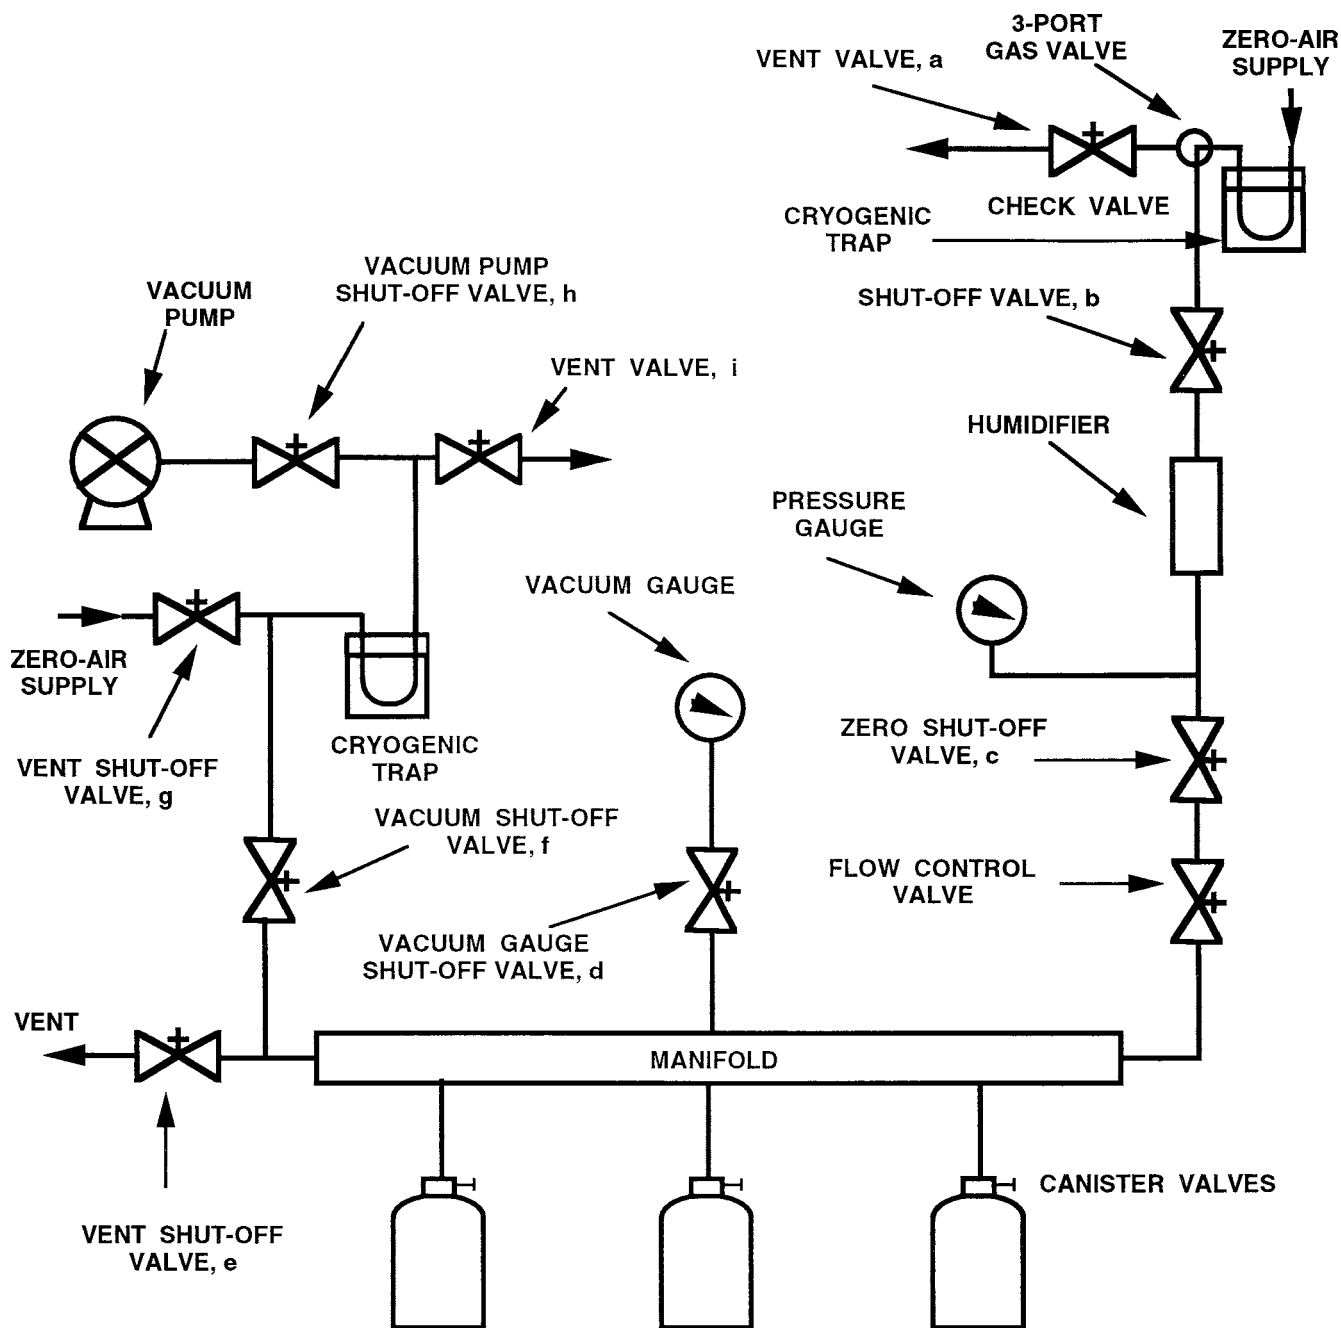 3-PORT
GAS VALVE
ZERO-AIR
SUPPLY
VENT VALVE, a
CHECK VALVE
CRYOGENIC
TRAP
VACUUM PUMP
SHUT-OFF VALVE, h
VACUUM
PUMP
SHUT-OFF VALVE, b
VENT VALVE, i
HUMIDIFIER
PRESSURE
GAUGE
VACUUM GAUGE
ZERO-AIR
SUPPLY
CRYOGENIC
TRAP
ZERO SHUT-OFF
VALVE, c
VENT SHUT-OFF
VALVE, g
VACUUM SHUT-OFF
VALVE, f
FLOW CONTROL
VALVE
VACUUM GAUGE
SHUT-OFF VALVE, d
VENT
MANIFOLD
CANISTER VALVES
VENT SHUT-OFF
VALVE, e